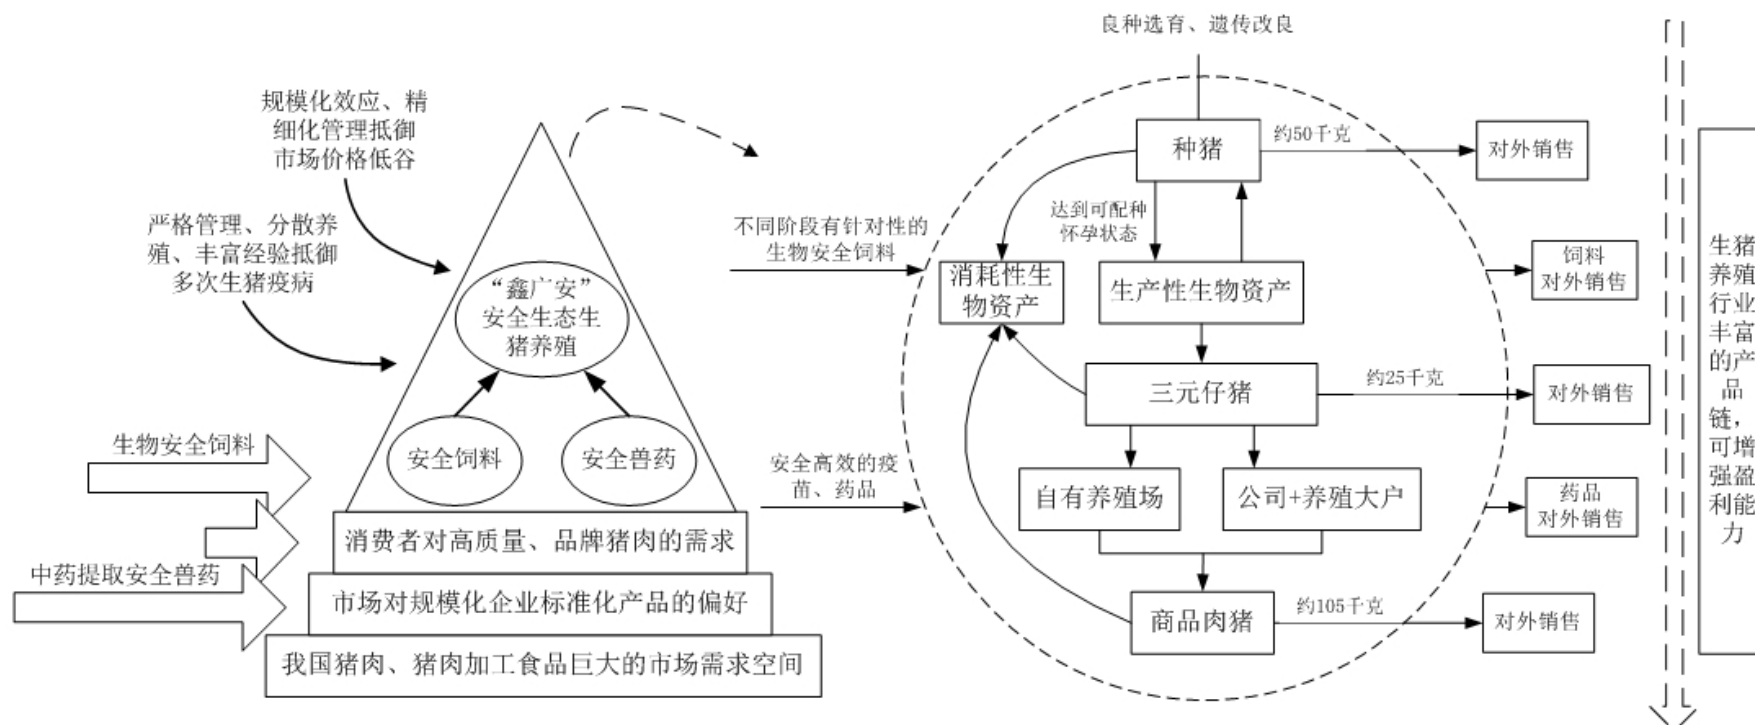 良种选育、遗传改良
规模化效应、精
细化管理抵御
市场价格低谷
严格管理、分散养
殖、丰富经验抵御
多次生猪疫病
“鑫广安”
安全生态生
猪养殖
安全饲料
安全兽药
生物安全饲料
中药提取安全兽药
消费者对高质量、品牌猪肉的需求
市场对规模化企业标准化产品的偏好
我国猪肉、猪肉加工食品巨大的市场需求空间
不同阶段有针对性的
生物安全饲料
安全高效的疫
苗、药品
种猪
约50千克
对外销售
达到可配种
怀孕状态
消耗性生
物资产
生产性生物资产
饲料
对外销售
三元仔猪
约25千克
对外销售
自有养殖场
公司+养殖大户
药品
对外销售
商品肉猪
约105千克
对外销售
生猪
养殖
行业
丰富
的产
品
链，
可增
强盈
利能
力